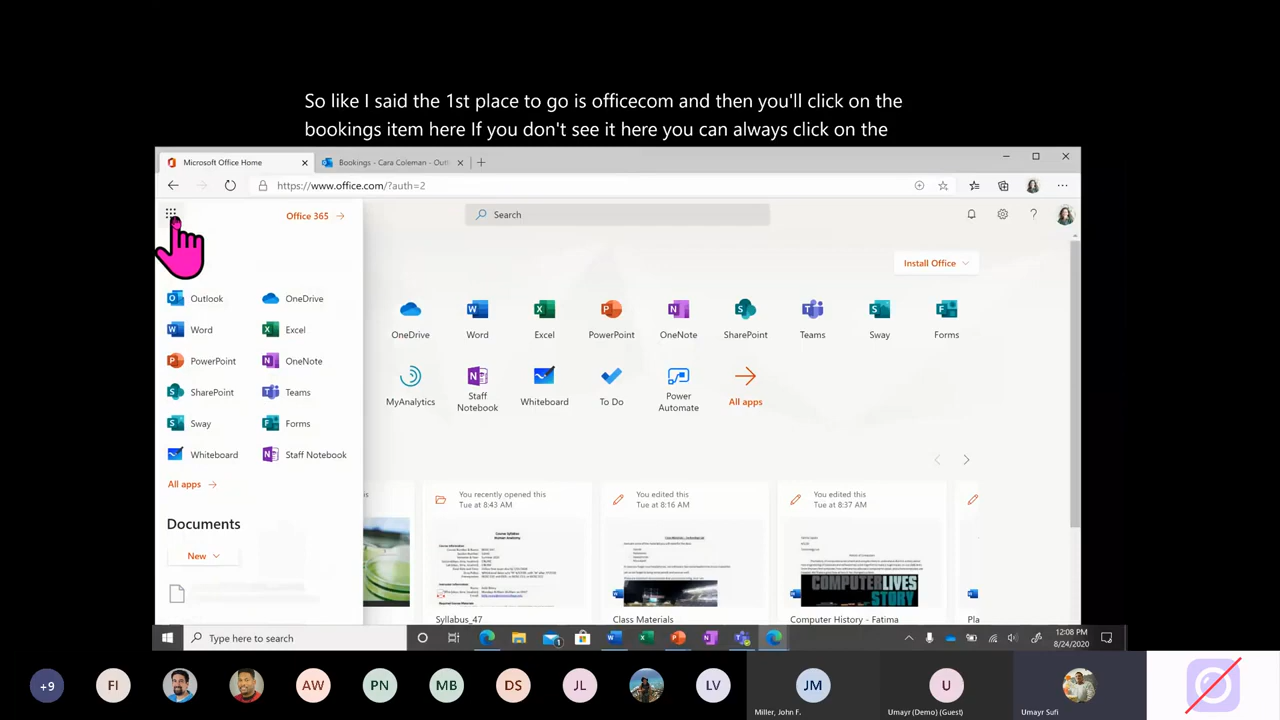 So like I said the 1st place to go is officecom and then you'll click on the
bookings item here If you don't see it here you can always click on the
Microsoft Office Home
Bookings - Cara Coleman - Outl
https://www.office.com/?auth=2
Office 365
Search
Install Office
Outlook
OneDrive
Word
Excel
PowerPoint
OneNote
SharePoint
Teams
Sway
Forms
Whiteboard
Staff Notebook
All apps
Documents
New
OneDrive
Word
Excel
PowerPoint
OneNote
SharePoint
Teams
Sway
Forms
MyAnalytics
Staff
Notebook
Whiteboard
To Do
Power
Automate
All apps
You recently opened this
Tue at 8:43 AM
You edited this
Tue at 8:16 AM
You edited this
Tue at 8:37 AM
Course Syllabus
Human Anatomy
COMPUTERLIVES
STORY
Syllabus_47
Class Materials
Computer History - Fatima
Pla
Type here to search
12:08 PM
8/24/2020
+9
FI
AW
PN
MB
DS
JL
LV
JM
U
Miller, John F.
Umayr (Demo) (Guest)
Umayr Sufi